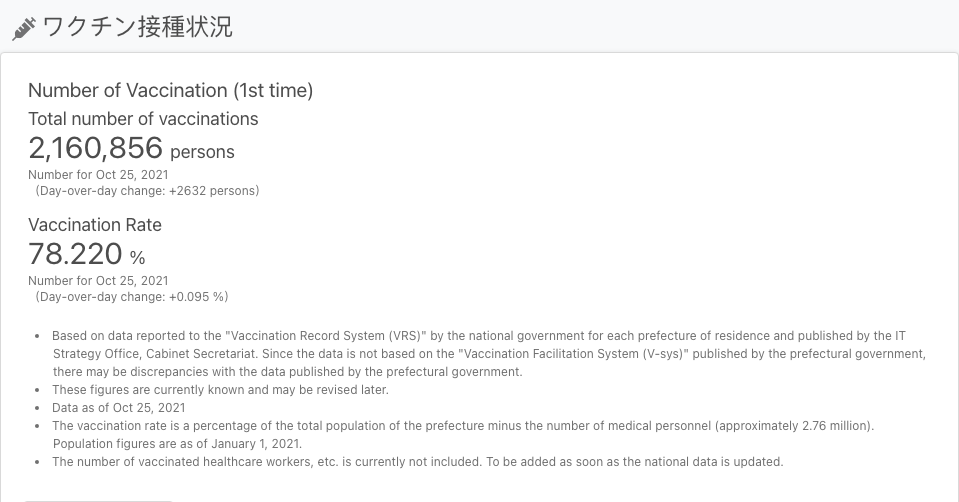 ワクチン接種状況
Number of Vaccination (1st time)
Total number of vaccinations
2,160,856 persons
Number for Oct 25, 2021
(Day-over-day change: +2632 persons)
Vaccination Rate
78.220 %
Number for Oct 25, 2021
(Day-over-day change: +0.095 %)
• Based on data reported to the "Vaccination Record System (VRS)" by the national government for each prefecture of residence and published by the IT
Strategy Office, Cabinet Secretariat. Since the data is not based on the "Vaccination Facilitation System (V-sys)" published by the prefectural government,
there may be discrepancies with the data published by the prefectural government.
• These figures are currently known and may be revised later.
• Data as of Oct 25, 2021
• The vaccination rate is a percentage of the total population of the prefecture minus the number of medical personnel (approximately 2.76 million).
Population figures are as of January 1, 2021.
• The number of vaccinated healthcare workers, etc. is currently not included. To be added as soon as the national data is updated.